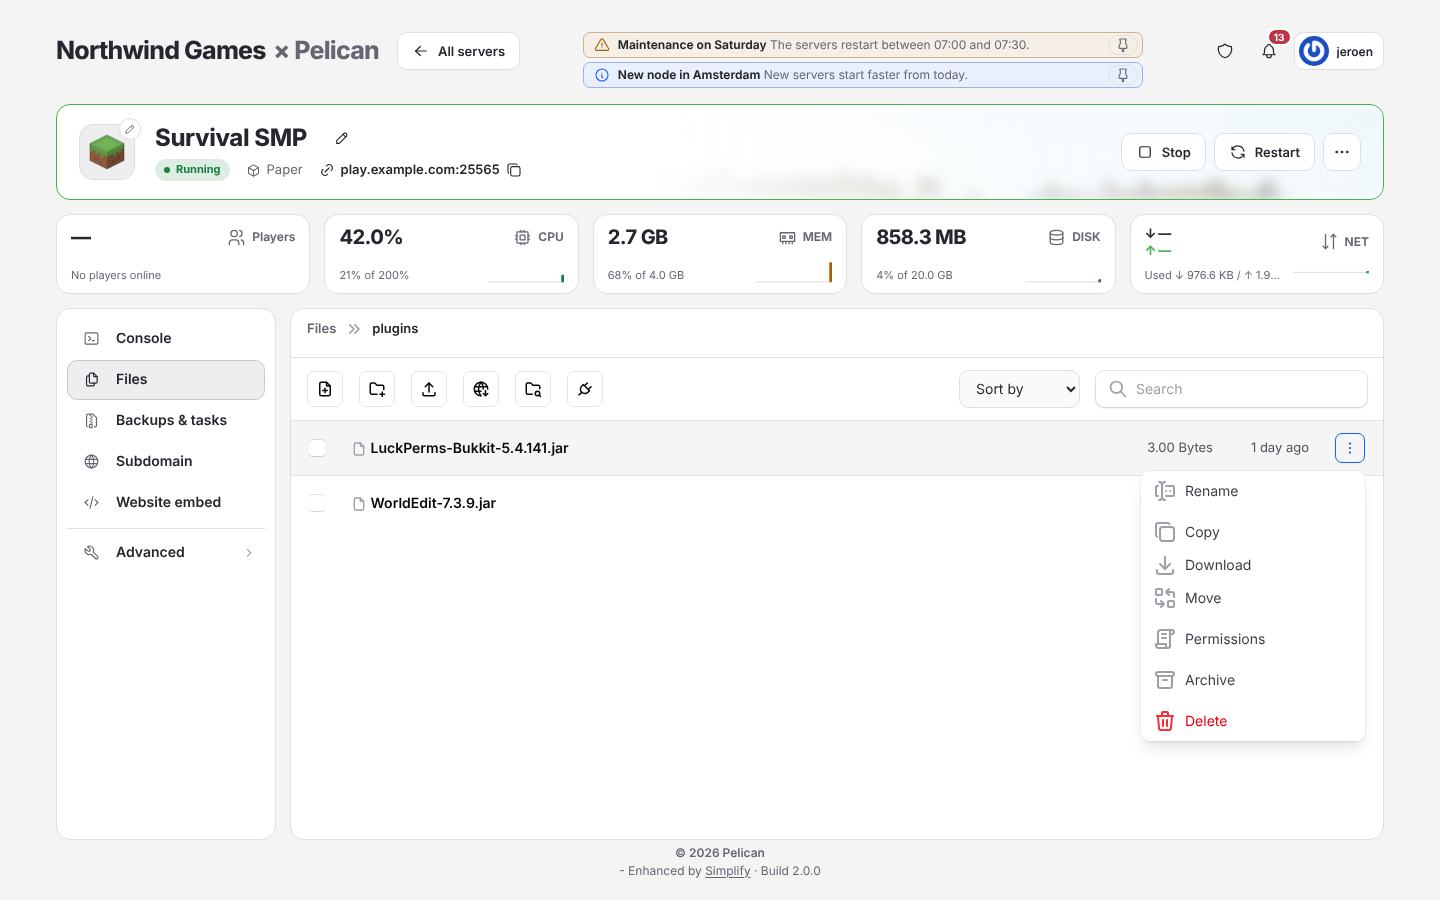 Northwind Games × Pelican
All servers
Maintenance on Saturday The servers restart between 07:00 and 07:30.
New node in Amsterdam New servers start faster from today.
13
jeroen
Survival SMP
Running
Paper
play.example.com:25565
Stop
Restart
—
Players
No players online
42.0%
CPU
21% of 200%
2.7 GB
MEM
68% of 4.0 GB
858.3 MB
DISK
4% of 20.0 GB
↓ —
↑ —
NET
Used ↓ 976.6 KB / ↑ 1.9...
Console
Files
Backups & tasks
Subdomain
Website embed
Advanced
Files
plugins
Sort by
Search
LuckPerms-Bukkit-5.4.141.jar
3.00 Bytes
1 day ago
WorldEdit-7.3.9.jar
Rename
Copy
Download
Move
Permissions
Archive
Delete
© 2026 Pelican
- Enhanced by Simplify · Build 2.0.0